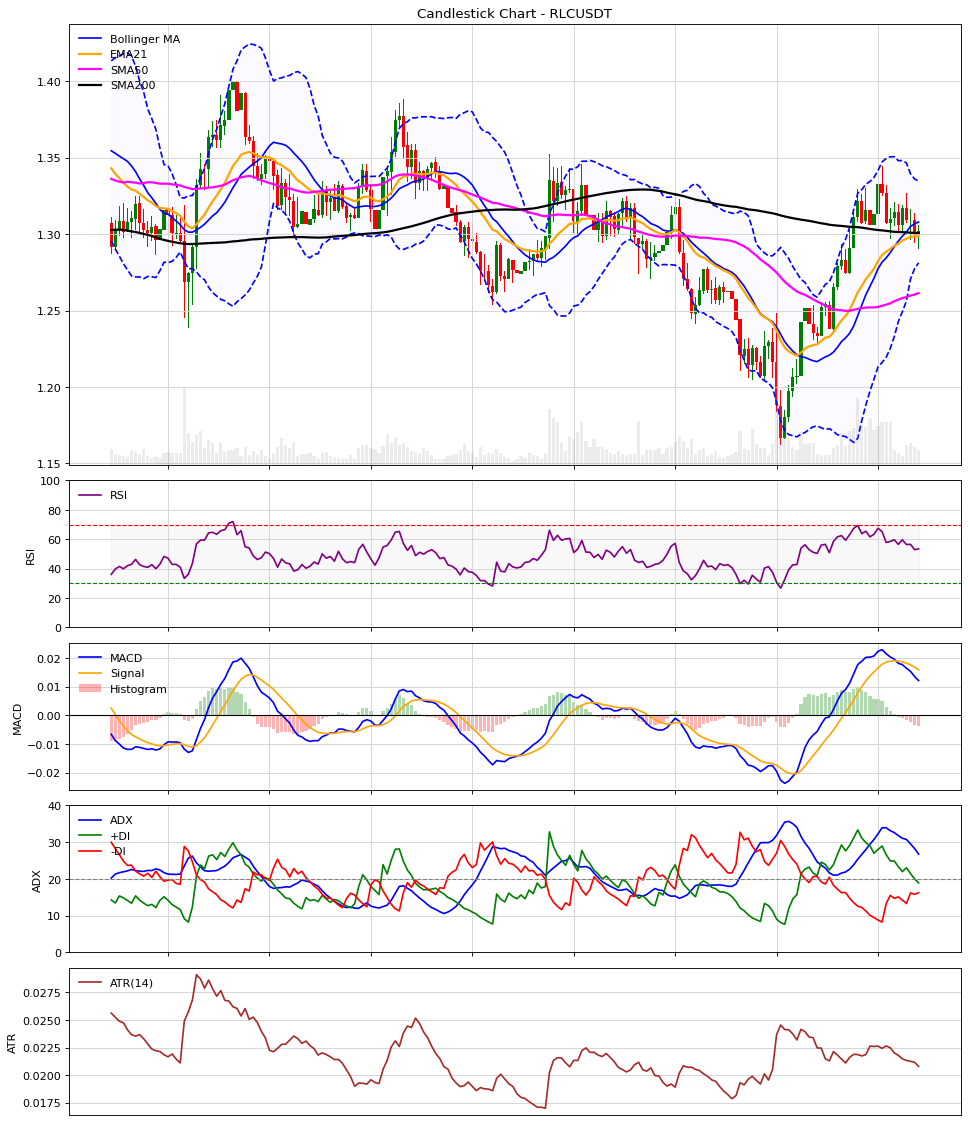 Candlestick Chart - RLCUSDT
Bollinger MA
EMA21
SMA50
SMA200
1.40
1.35
1.30
1.25
1.20
1.15
RSI
RSI
100
80
60
40
20
0
MACD
Signal
Histogram
MACD
0.02
0.01
0.00
−0.01
−0.02
ADX
+DI
-DI
ADX
40
30
20
10
0
ATR(14)
ATR
0.0275
0.0250
0.0225
0.0200
0.0175